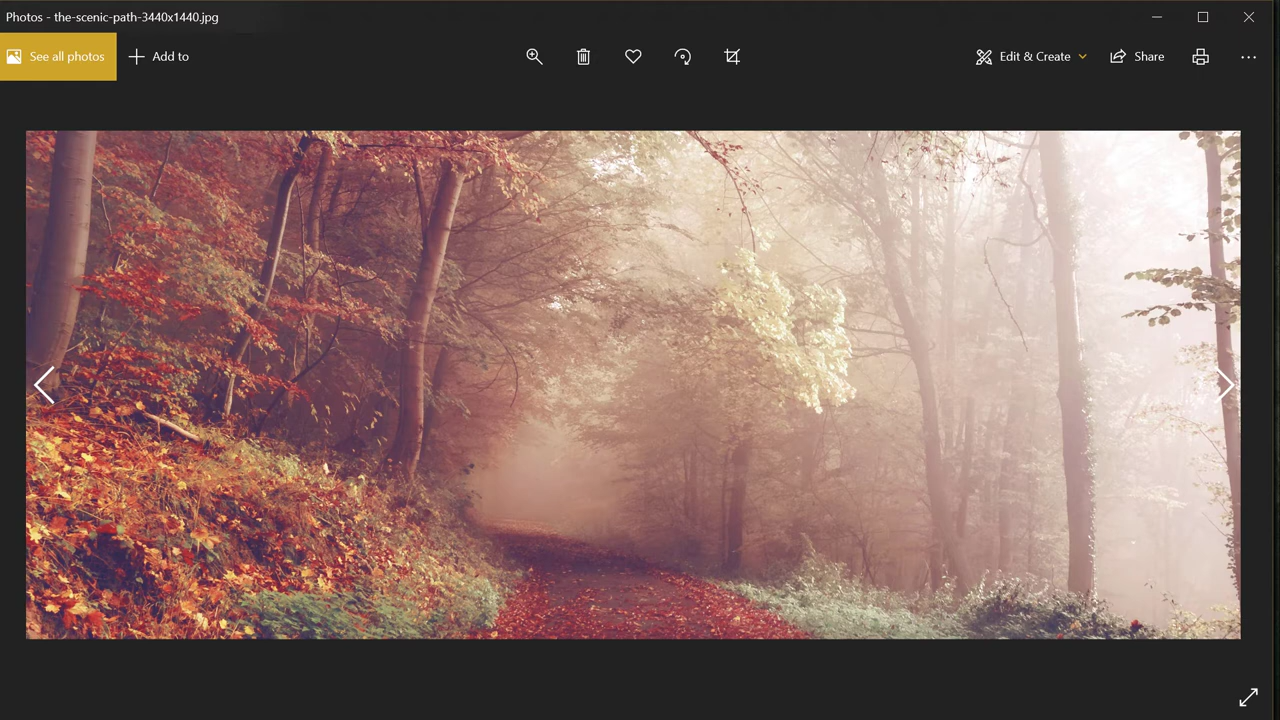 Photos - the-scenic-path-3440x1440.jpg
See all photos
Add to
Edit & Create
Share